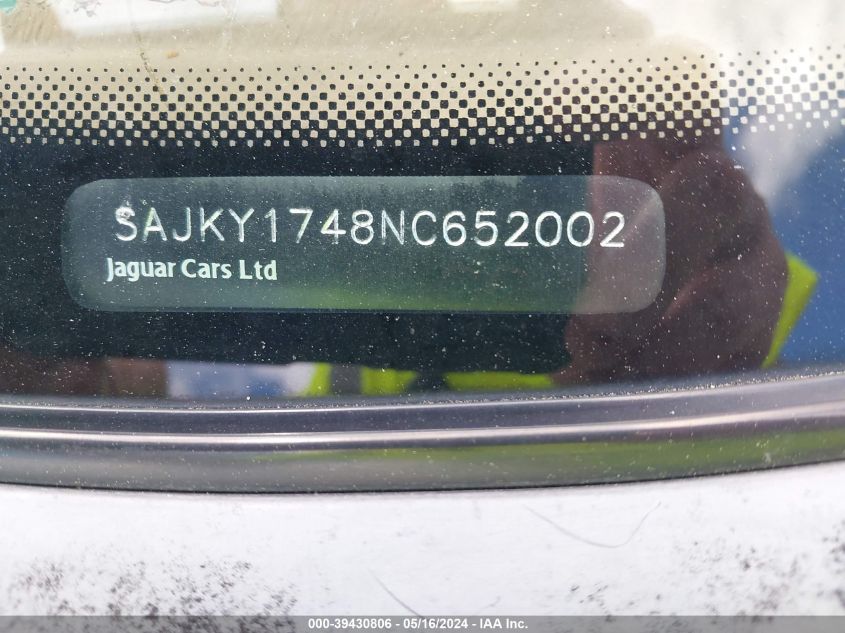 SAJKY1748NC652002
Jaguar Cars Ltd
000-39430806 - 05/16/2024 - IAA Inc.